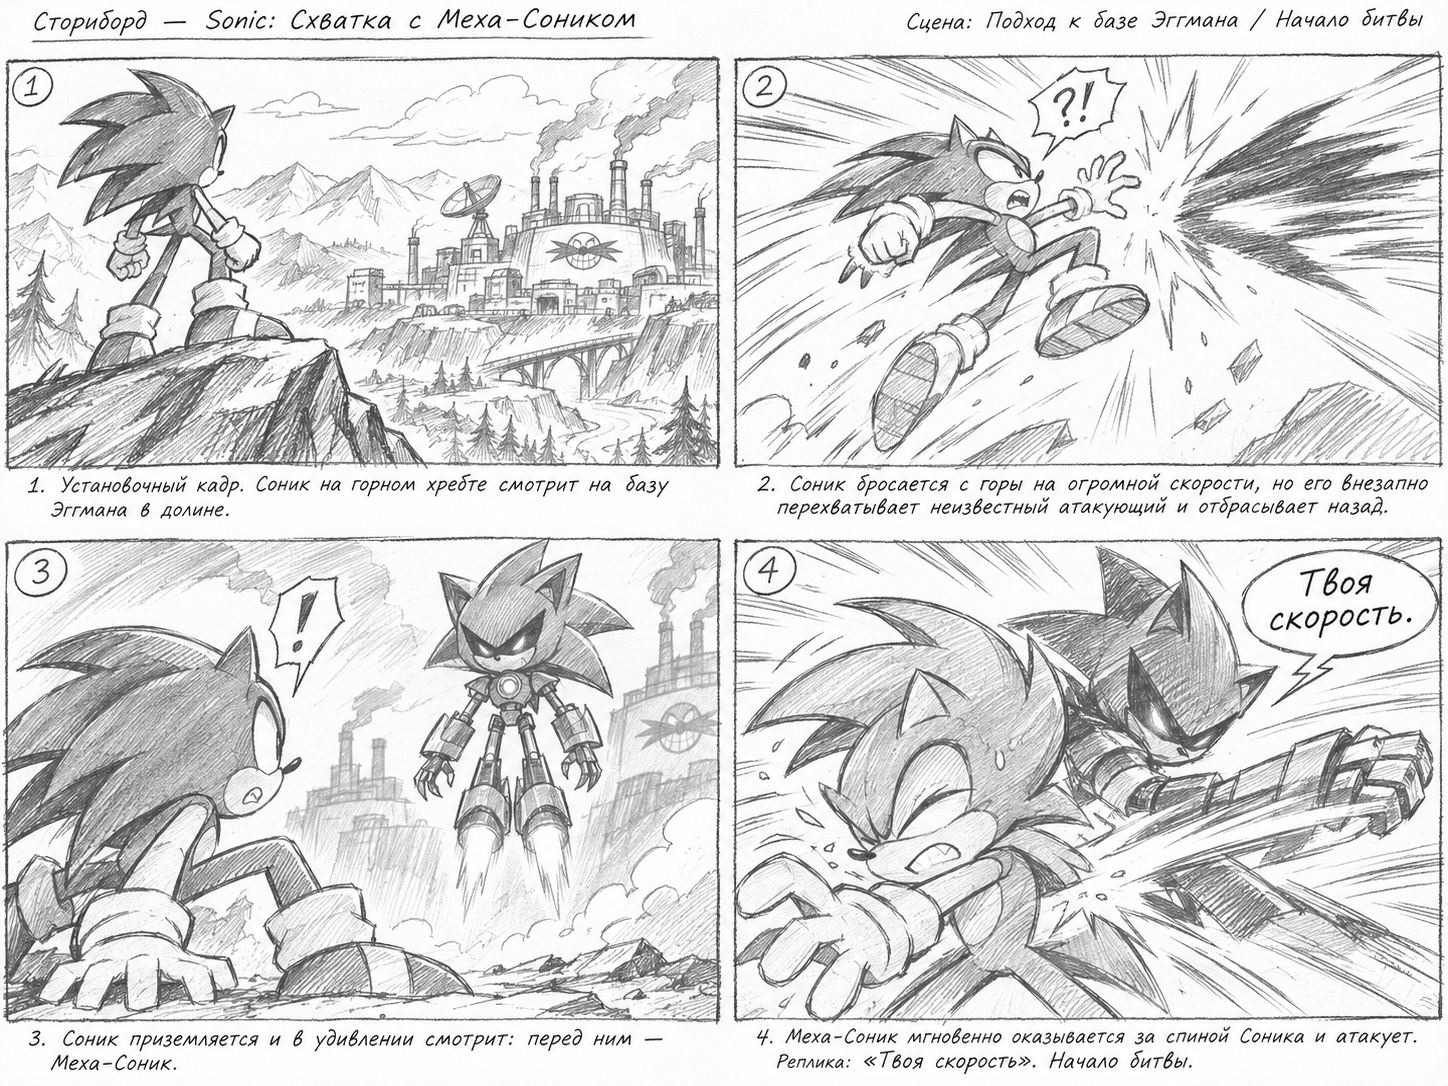 Сториборд — Sonic: Схватка с Меха-Соником
Сцена: Подход к базе Эггмана / Начало битвы
1
2
?!
1. Установочный кадр. Соник на горном хребте смотрит на базу
Эггмана в долине.
2. Соник бросается с горы на огромной скорости, но его внезапно
перехватывает неизвестный атакующий и отбрасывает назад.
3
!
4
Твоя
скорость.
3. Соник приземляется и в удивлении смотрит: перед ним —
Меха-Соник.
4. Меха-Соник мгновенно оказывается за спиной Соника и атакует.
Реплика: «Твоя скорость». Начало битвы.